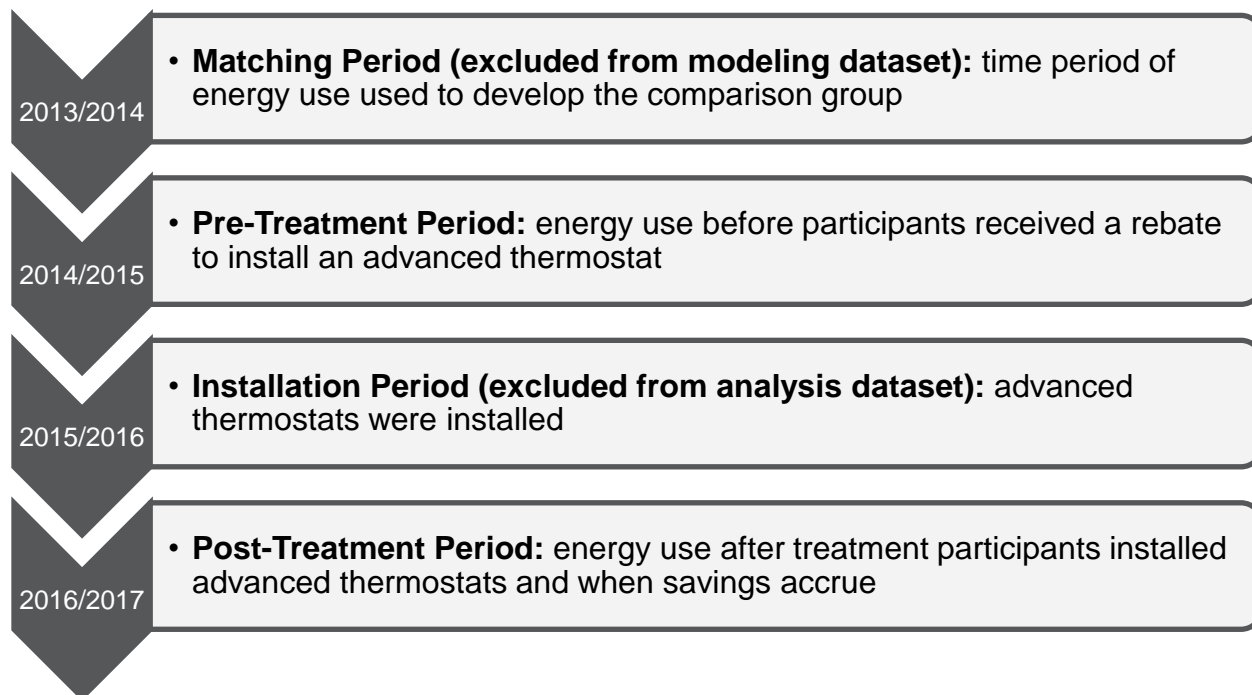 2013/2014
• Matching Period (excluded from modeling dataset): time period of
energy use used to develop the comparison group
2014/2015
• Pre-Treatment Period: energy use before participants received a rebate
to install an advanced thermostat
2015/2016
• Installation Period (excluded from analysis dataset): advanced
thermostats were installed
2016/2017
• Post-Treatment Period: energy use after treatment participants installed
advanced thermostats and when savings accrue